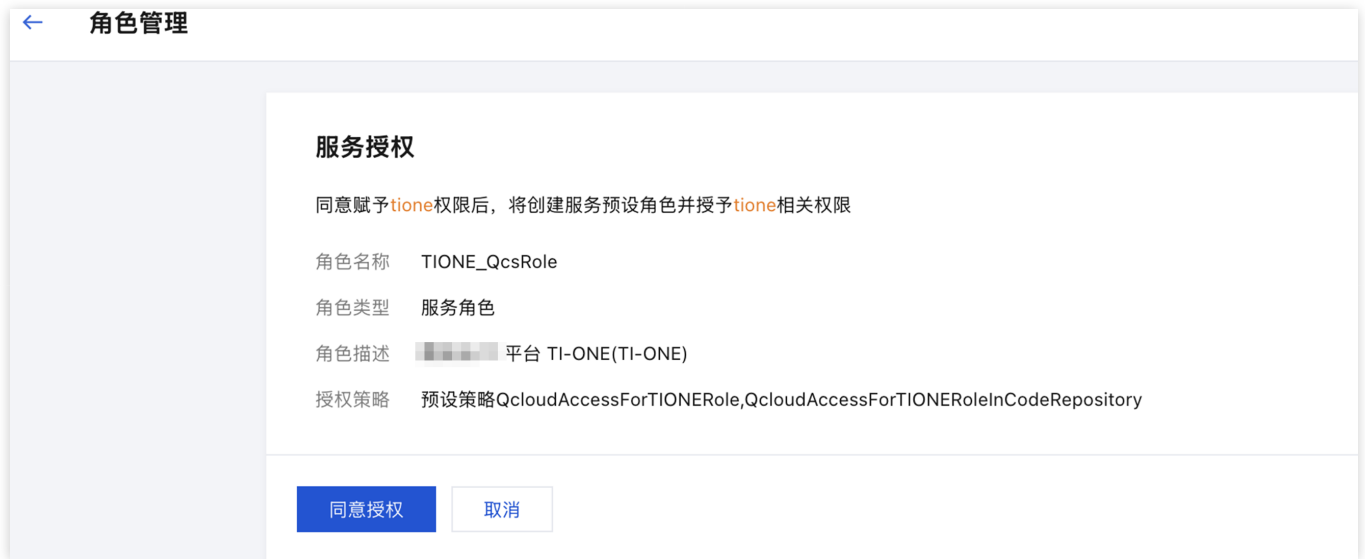 角色管理
服务授权
同意赋予tione权限后，将创建服务预设角色并授予tione相关权限
角色名称 TIONE_QcsRole
角色类型 服务角色
角色描述 平台 TI-ONE(TI-ONE)
授权策略 预设策略QcloudAccessForTIONERole,QcloudAccessForTIONERoleInCodeRepository
同意授权 取消